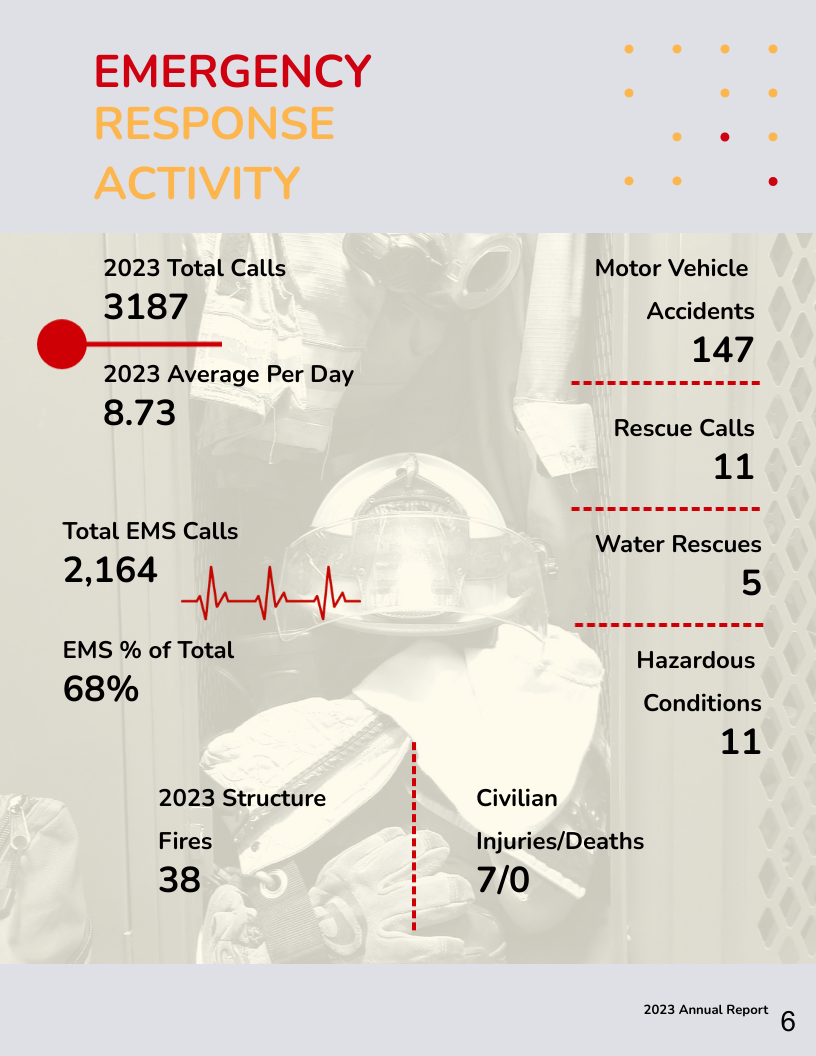 EMERGENCY
RESPONSE
ACTIVITY
2023 Total Calls
3187
2023 Average Per Day
8.73
Total EMS Calls
2,164
EMS % of Total
68%
Motor Vehicle
Accidents
147
Rescue Calls
11
Water Rescues
5
Hazardous
Conditions
11
2023 Structure
Fires
38
Civilian
Injuries/Deaths
7/0
2023 Annual Report
6